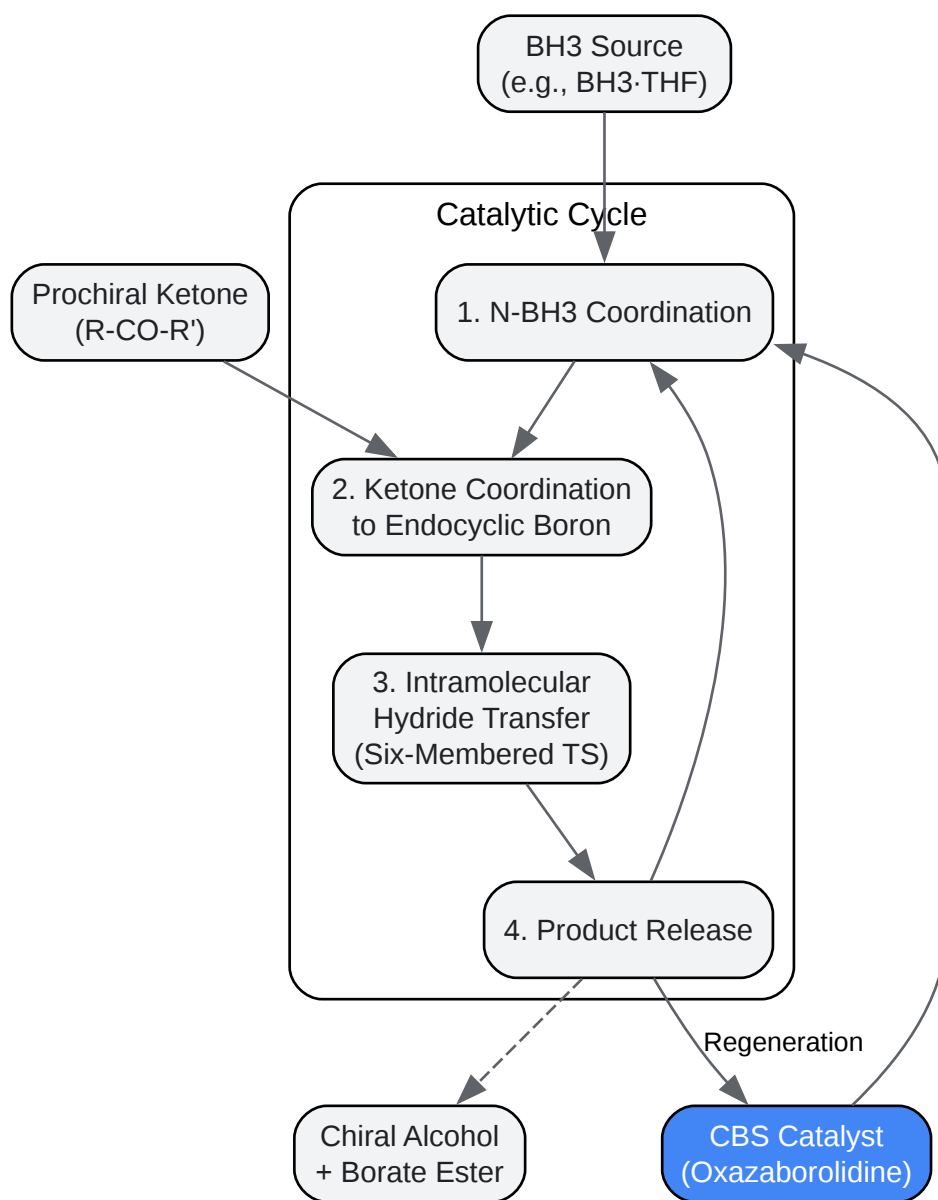 BH3 Source
(e.g., BH3·THF)
Catalytic Cycle
Prochiral Ketone
(R-CO-R')
1. N-BH3 Coordination
2. Ketone Coordination
to Endocyclic Boron
3. Intramolecular
Hydride Transfer
(Six-Membered TS)
4. Product Release
Regeneration
Chiral Alcohol
+ Borate Ester
CBS Catalyst
(Oxazaborolidine)